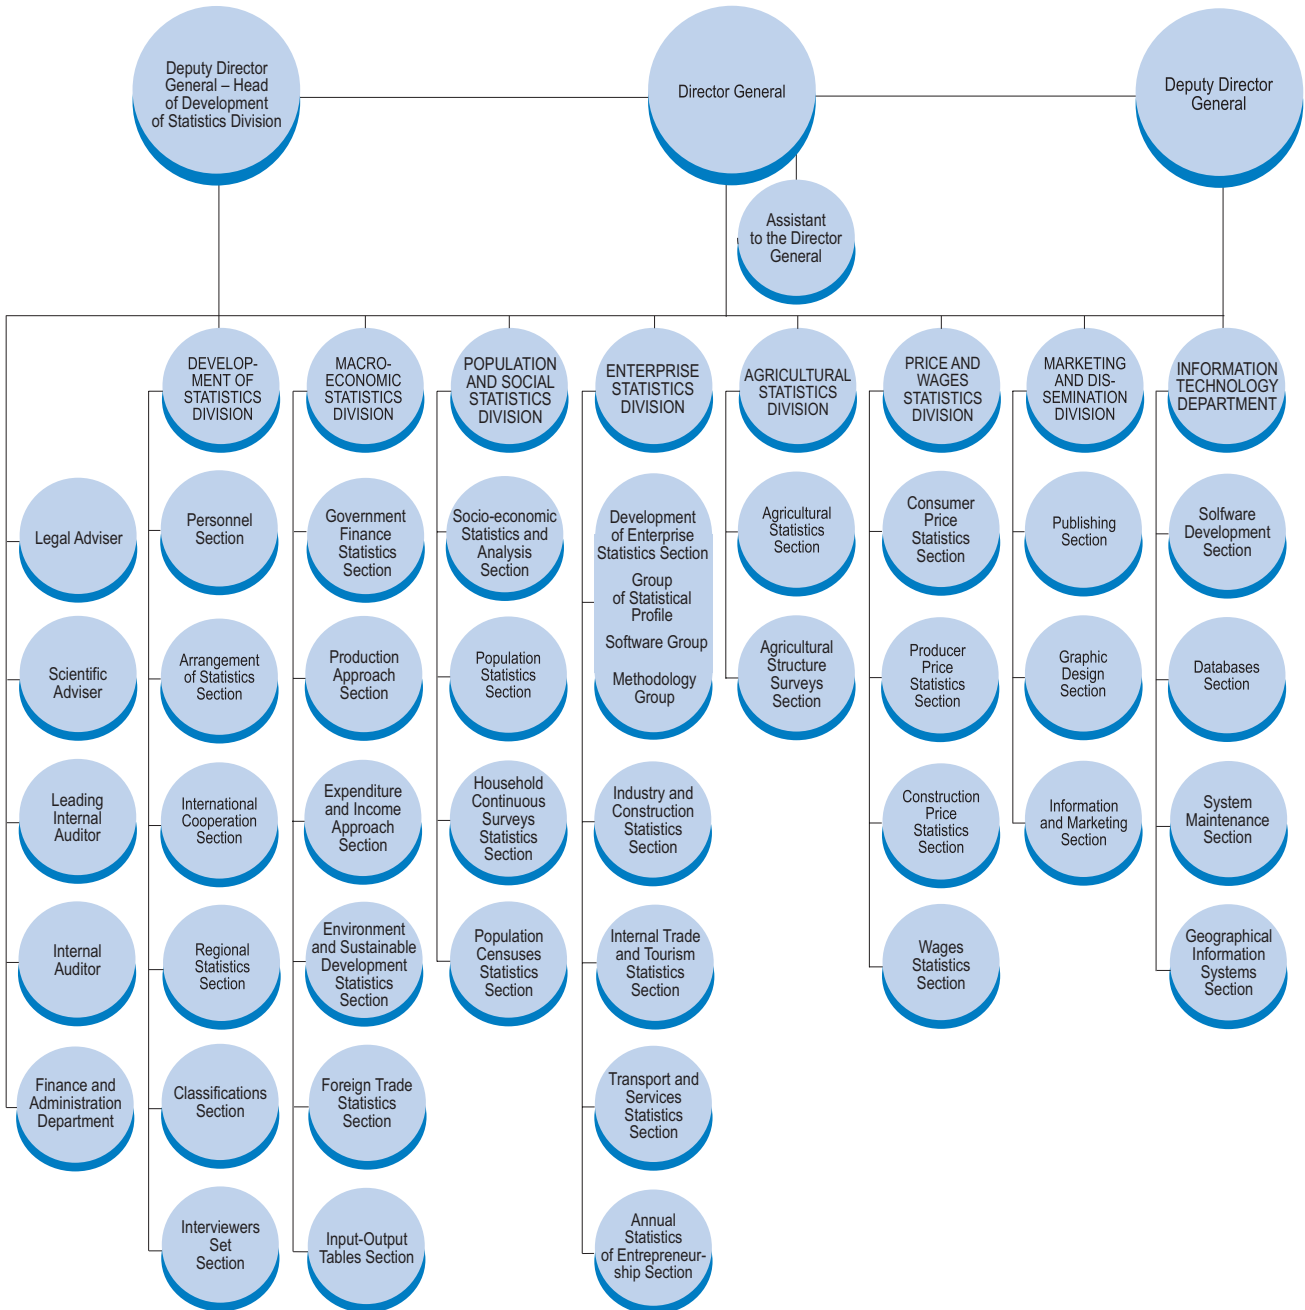 Deputy Director
General – Head
of Development
of Statistics Division
Director General
Deputy Director
General
Assistant
to the Director
General
DEVELOP-
MENT OF
STATISTICS
DIVISION
MACRO-
ECONOMIC
STATISTICS
DIVISION
POPULATION
AND SOCIAL
STATISTICS
DIVISION
ENTERPRISE
STATISTICS
DIVISION
AGRICULTURAL
STATISTICS
DIVISION
PRICE AND
WAGES
STATISTICS
DIVISION
MARKETING
AND DIS-
SEMINATION
DIVISION
INFORMATION
TECHNOLOGY
DEPARTMENT
Legal Adviser
Personnel
Section
Government
Finance
Statistics
Section
Socio-economic
Statistics and
Analysis
Section
Development
of Enterprise
Statistics Section
Group
of Statistical
Profile
Software Group
Methodology
Group
Agricultural
Statistics
Section
Consumer
Price
Statistics
Section
Publishing
Section
Solfware
Development
Section
Scientific
Adviser
Arrangement
of Statistics
Section
Production
Approach
Section
Population
Statistics
Section
Agricultural
Structure
Surveys
Section
Producer
Price
Statistics
Section
Graphic
Design
Section
Databases
Section
Leading
Internal
Auditor
International
Cooperation
Section
Expenditure
and Income
Approach
Section
Household
Continuous
Surveys
Statistics
Section
Industry and
Construction
Statistics
Section
Construction
Price
Statistics
Section
Information
and Marketing
Section
System
Maintenance
Section
Internal
Auditor
Regional
Statistics
Section
Environment
and Sustainable
Development
Statistics
Section
Population
Censuses
Statistics
Section
Internal Trade
and Tourism
Statistics
Section
Wages
Statistics
Section
Geographical
Information
Systems
Section
Finance and
Administration
Department
Classifications
Section
Foreign Trade
Statistics
Section
Transport and
Services
Statistics
Section
Interviewers
Set
Section
Input-Output
Tables Section
Annual
Statistics
of Entrepreneur-
ship Section